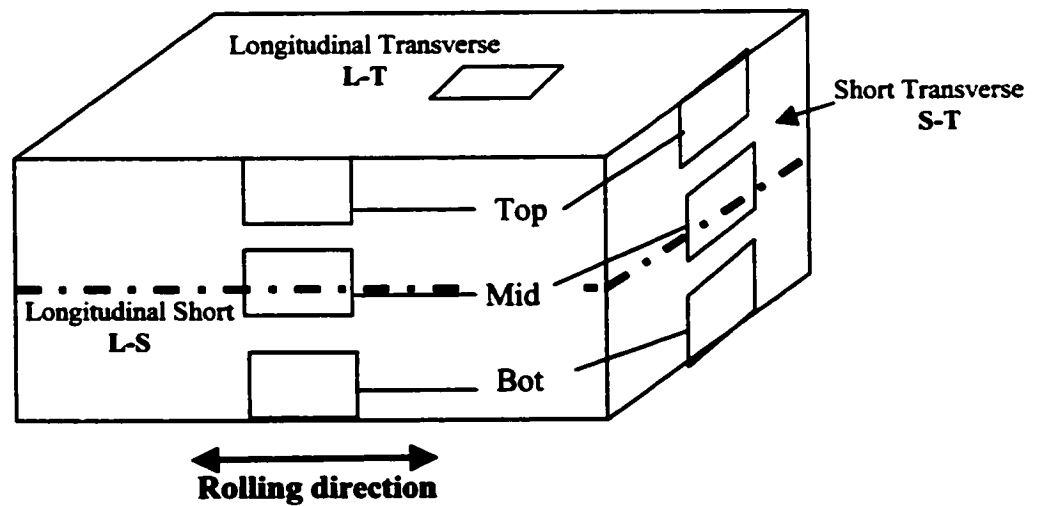 Longitudinal Transverse
L-T
Short Transverse
S-T
Top
Mid
Longitudinal Short
L-S
Bot
Rolling direction